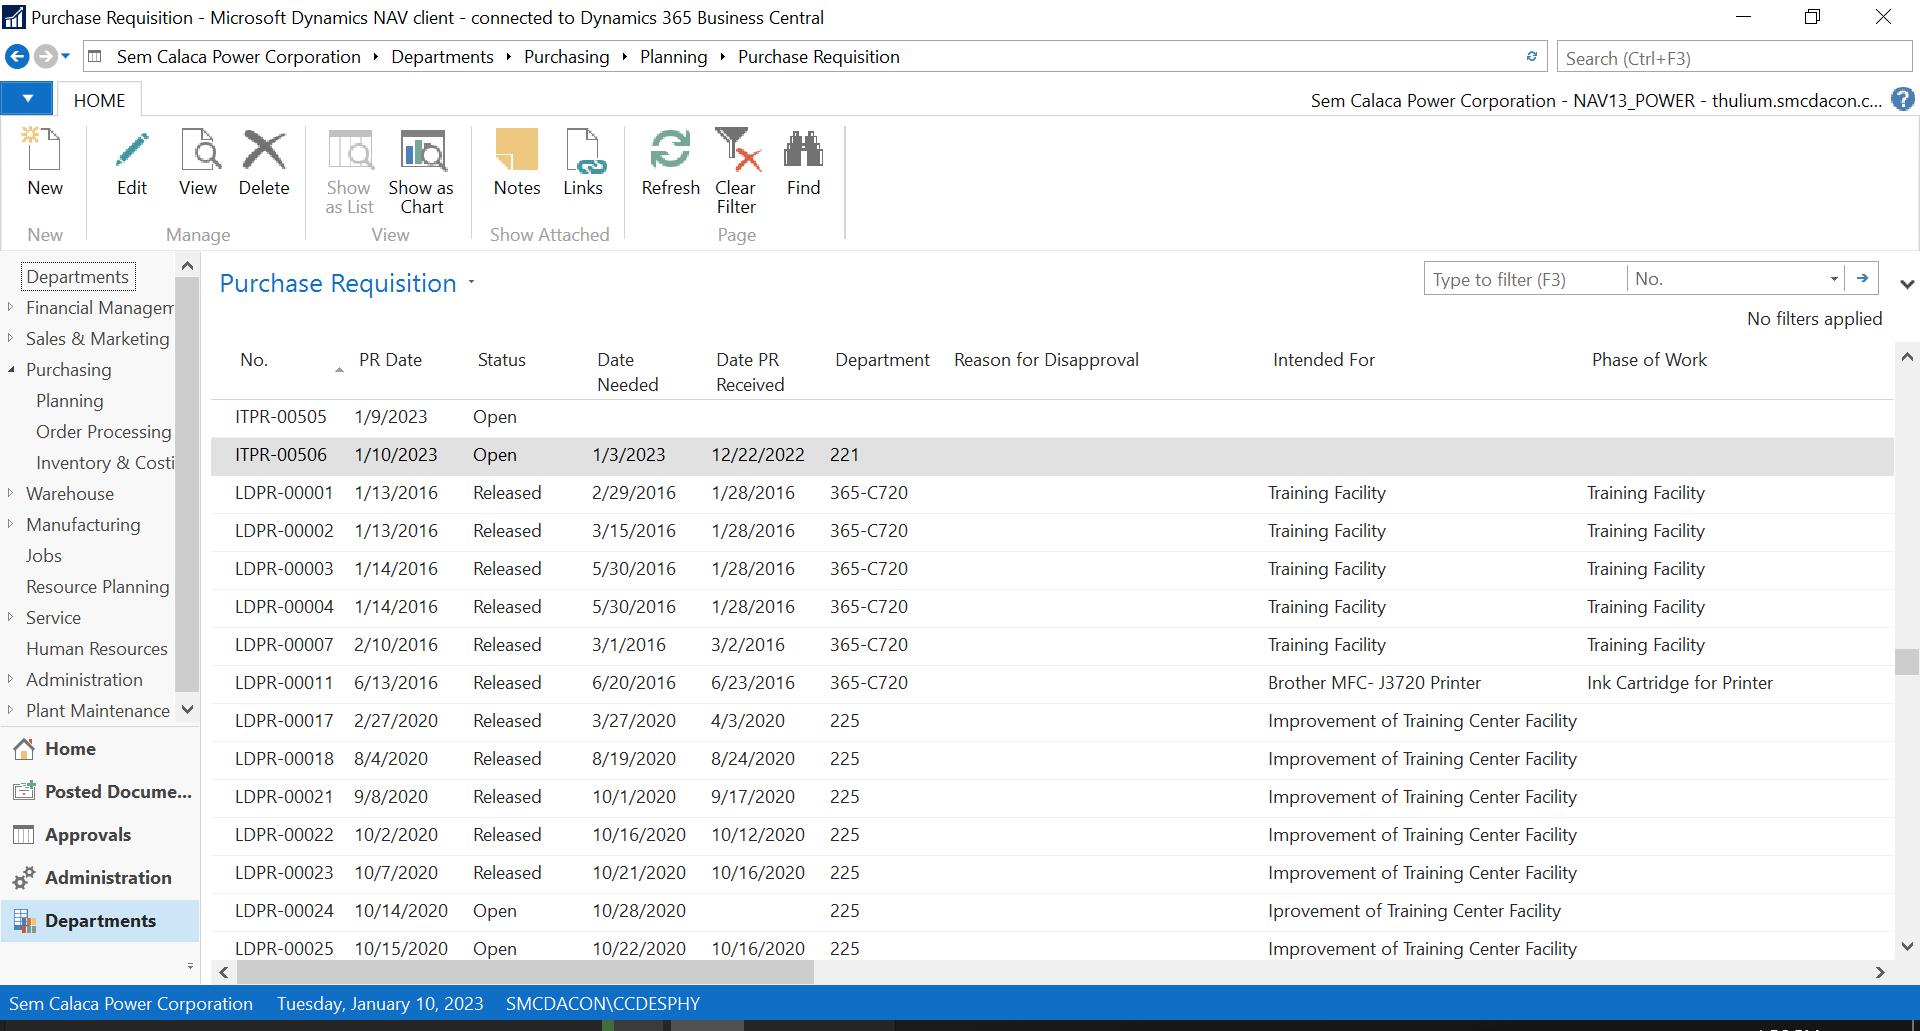 Purchase Requisition - Microsoft Dynamics NAV client - connected to Dynamics 365 Business Central
Sem Calaca Power Corporation Departments Purchasing Planning Purchase Requisition
Search (Ctrl+F3)
HOME
Sem Calaca Power Corporation - NAV13_POWER - thulium.smcdacon.c... ?
New Edit View Delete Show as List Show as Chart Notes Links Refresh Clear Filter Find
New Manage View Show Attached Page
Departments
Financial Managem
Sales & Marketing
Purchasing
Planning
Order Processing
Inventory & Costi
Warehouse
Manufacturing
Jobs
Resource Planning
Service
Human Resources
Administration
Plant Maintenance
Home
Posted Docume...
Approvals
Administration
Departments
Purchase Requisition
Type to filter (F3) No.
No filters applied
No. PR Date Status Date Needed Date PR Received Department Reason for Disapproval Intended For Phase of Work
ITPR-00505 1/9/2023 Open
ITPR-00506 1/10/2023 Open 1/3/2023 12/22/2022 221
LDPR-00001 1/13/2016 Released 2/29/2016 1/28/2016 365-C720 Training Facility Training Facility
LDPR-00002 1/13/2016 Released 3/15/2016 1/28/2016 365-C720 Training Facility Training Facility
LDPR-00003 1/14/2016 Released 5/30/2016 1/28/2016 365-C720 Training Facility Training Facility
LDPR-00004 1/14/2016 Released 5/30/2016 1/28/2016 365-C720 Training Facility Training Facility
LDPR-00007 2/10/2016 Released 3/1/2016 3/2/2016 365-C720 Training Facility Training Facility
LDPR-00011 6/13/2016 Released 6/20/2016 6/23/2016 365-C720 Brother MFC- J3720 Printer Ink Cartridge for Printer
LDPR-00017 2/27/2020 Released 3/27/2020 4/3/2020 225 Improvement of Training Center Facility
LDPR-00018 8/4/2020 Released 8/19/2020 8/24/2020 225 Improvement of Training Center Facility
LDPR-00021 9/8/2020 Released 10/1/2020 9/17/2020 225 Improvement of Training Center Facility
LDPR-00022 10/2/2020 Released 10/16/2020 10/12/2020 225 Improvement of Training Center Facility
LDPR-00023 10/7/2020 Released 10/21/2020 10/16/2020 225 Improvement of Training Center Facility
LDPR-00024 10/14/2020 Open 10/28/2020 225 Iprovement of Training Center Facility
LDPR-00025 10/15/2020 Open 10/22/2020 10/16/2020 225 Improvement of Training Center Facility
Sem Calaca Power Corporation Tuesday, January 10, 2023 SMCDACON\CCDESPHY